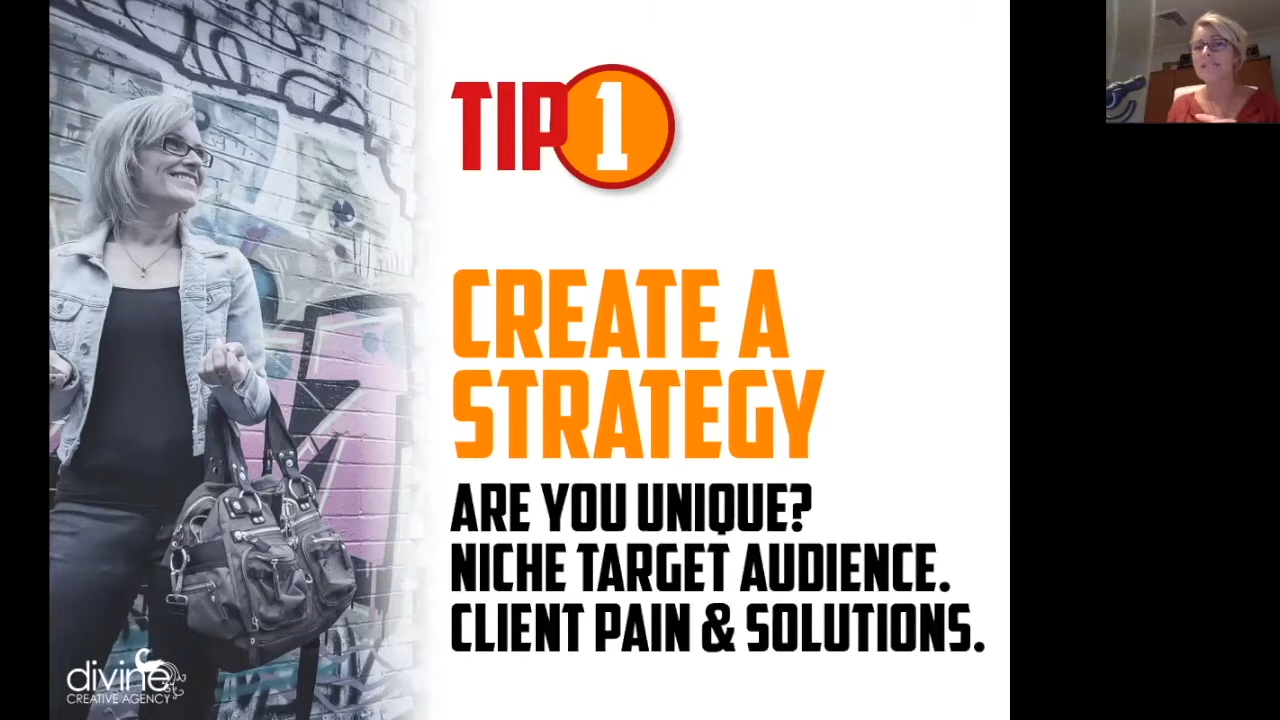 TIP 1
CREATE A
STRATEGY
ARE YOU UNIQUE?
NICHE TARGET AUDIENCE.
CLIENT PAIN & SOLUTIONS.
divine
CREATIVE AGENCY